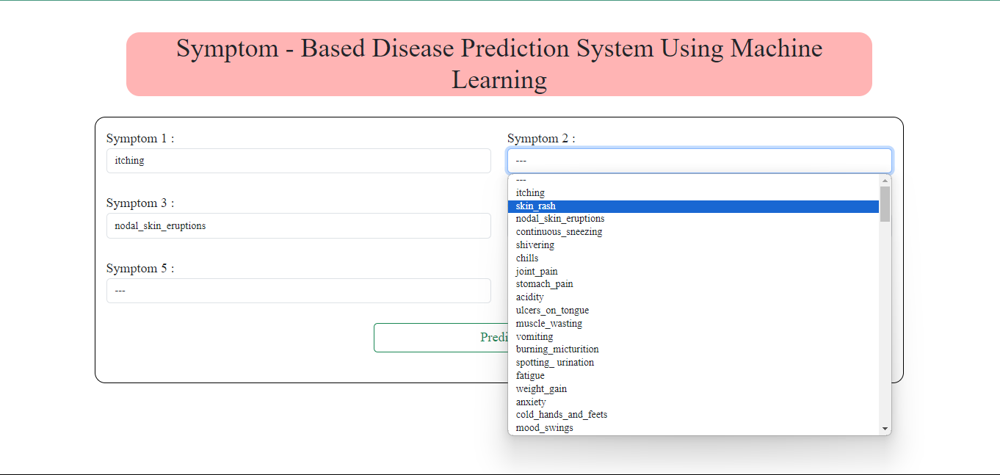 Symptom - Based Disease Prediction System Using Machine
Learning
Symptom 1 :
itching
Symptom 2 :
---
Symptom 3 :
nodal_skin_eruptions
Symptom 5 :
---
Predi
---
itching
skin_rash
nodal_skin_eruptions
continuous_sneezing
shivering
chills
joint_pain
stomach_pain
acidity
ulcers_on_tongue
muscle_wasting
vomiting
burning_micturition
spotting_ urination
fatigue
weight_gain
anxiety
cold_hands_and_feets
mood_swings